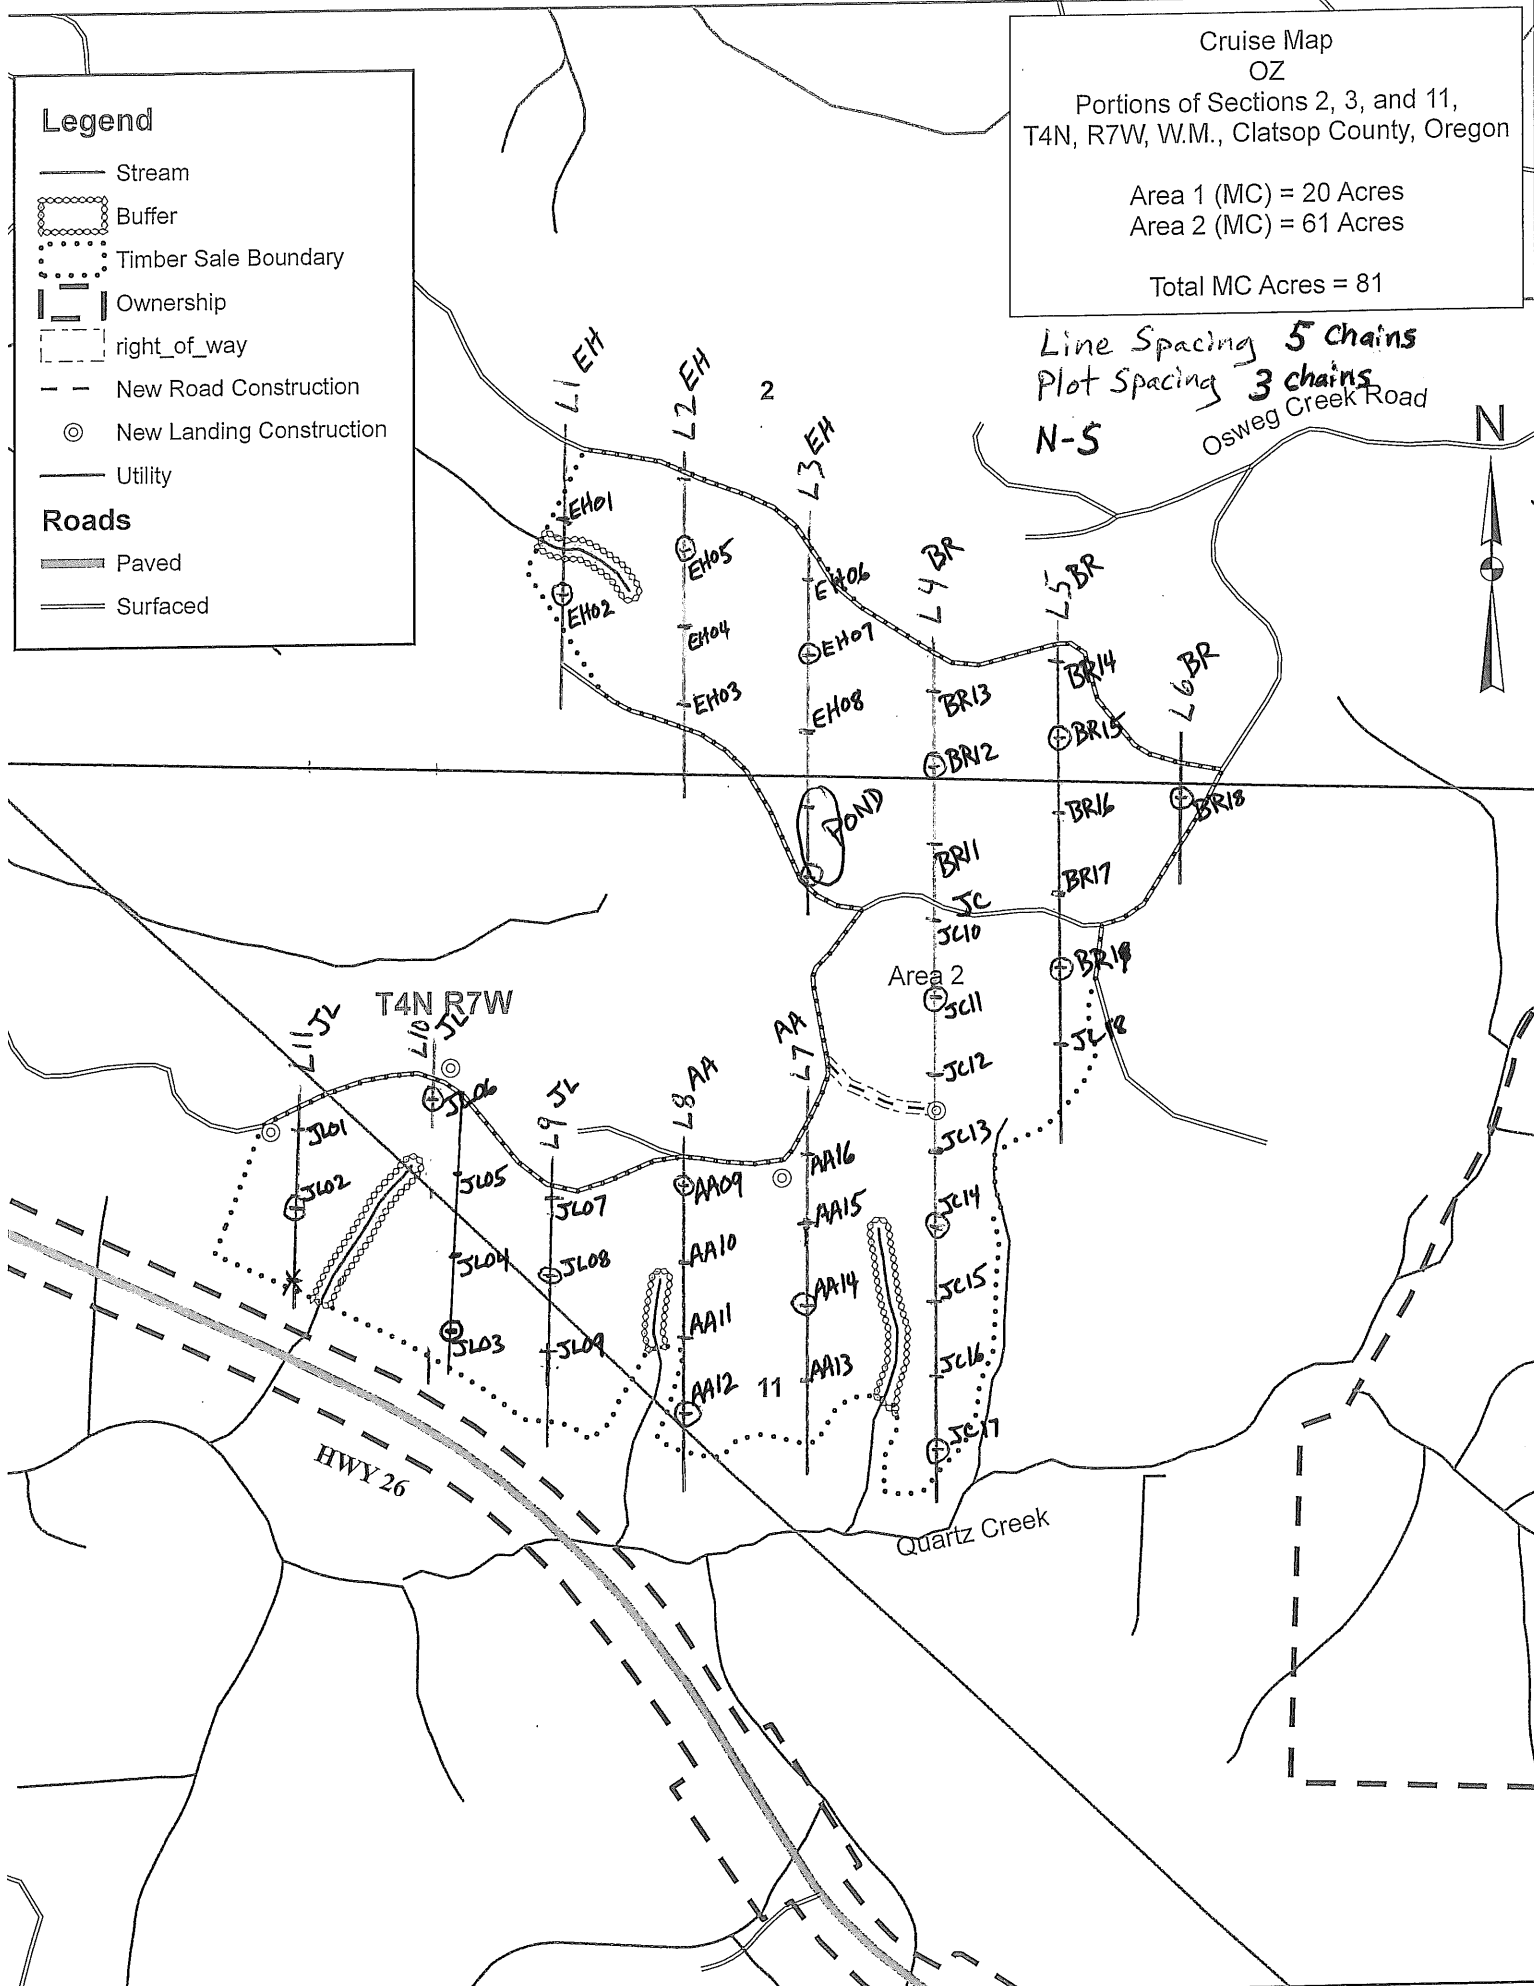 Cruise Map
OZ
Portions of Sections 2, 3, and 11,
T4N, R7W, W.M., Clatsop County, Oregon
Area 1 (MC) = 20 Acres
Area 2 (MC) = 61 Acres
Total MC Acres = 81
Legend
Stream
Buffer
Timber Sale Boundary
Ownership
right_of_way
New Road Construction
New Landing Construction
Utility
Roads
Paved
Surfaced
Line Spacing 5 Chains
Plot Spacing 3 chains
N-S
Osweg Creek Road
N
2
L1 EH
L2 EH
L3 EH
L4 BR
L5 BR
L6 BR
EH01
EH02
EH05
EH04
EH03
EH06
EH07
EH08
BR13
BR12
BR11
BR14
BR15
BR16
BR17
BR18
POND
JC
JC10
Area 2
JC11
JC12
JC13
JC14
JC15
JC16
JC17
T4N R7W
L11 JL
L10 JL
L9 JL
L8 AA
L7 AA
JL01
JL02
JL06
JL05
JL04
JL03
JL07
JL08
JL09
AA09
AA10
AA11
AA12
AA16
AA15
AA14
AA13
11
HWY 26
Quartz Creek